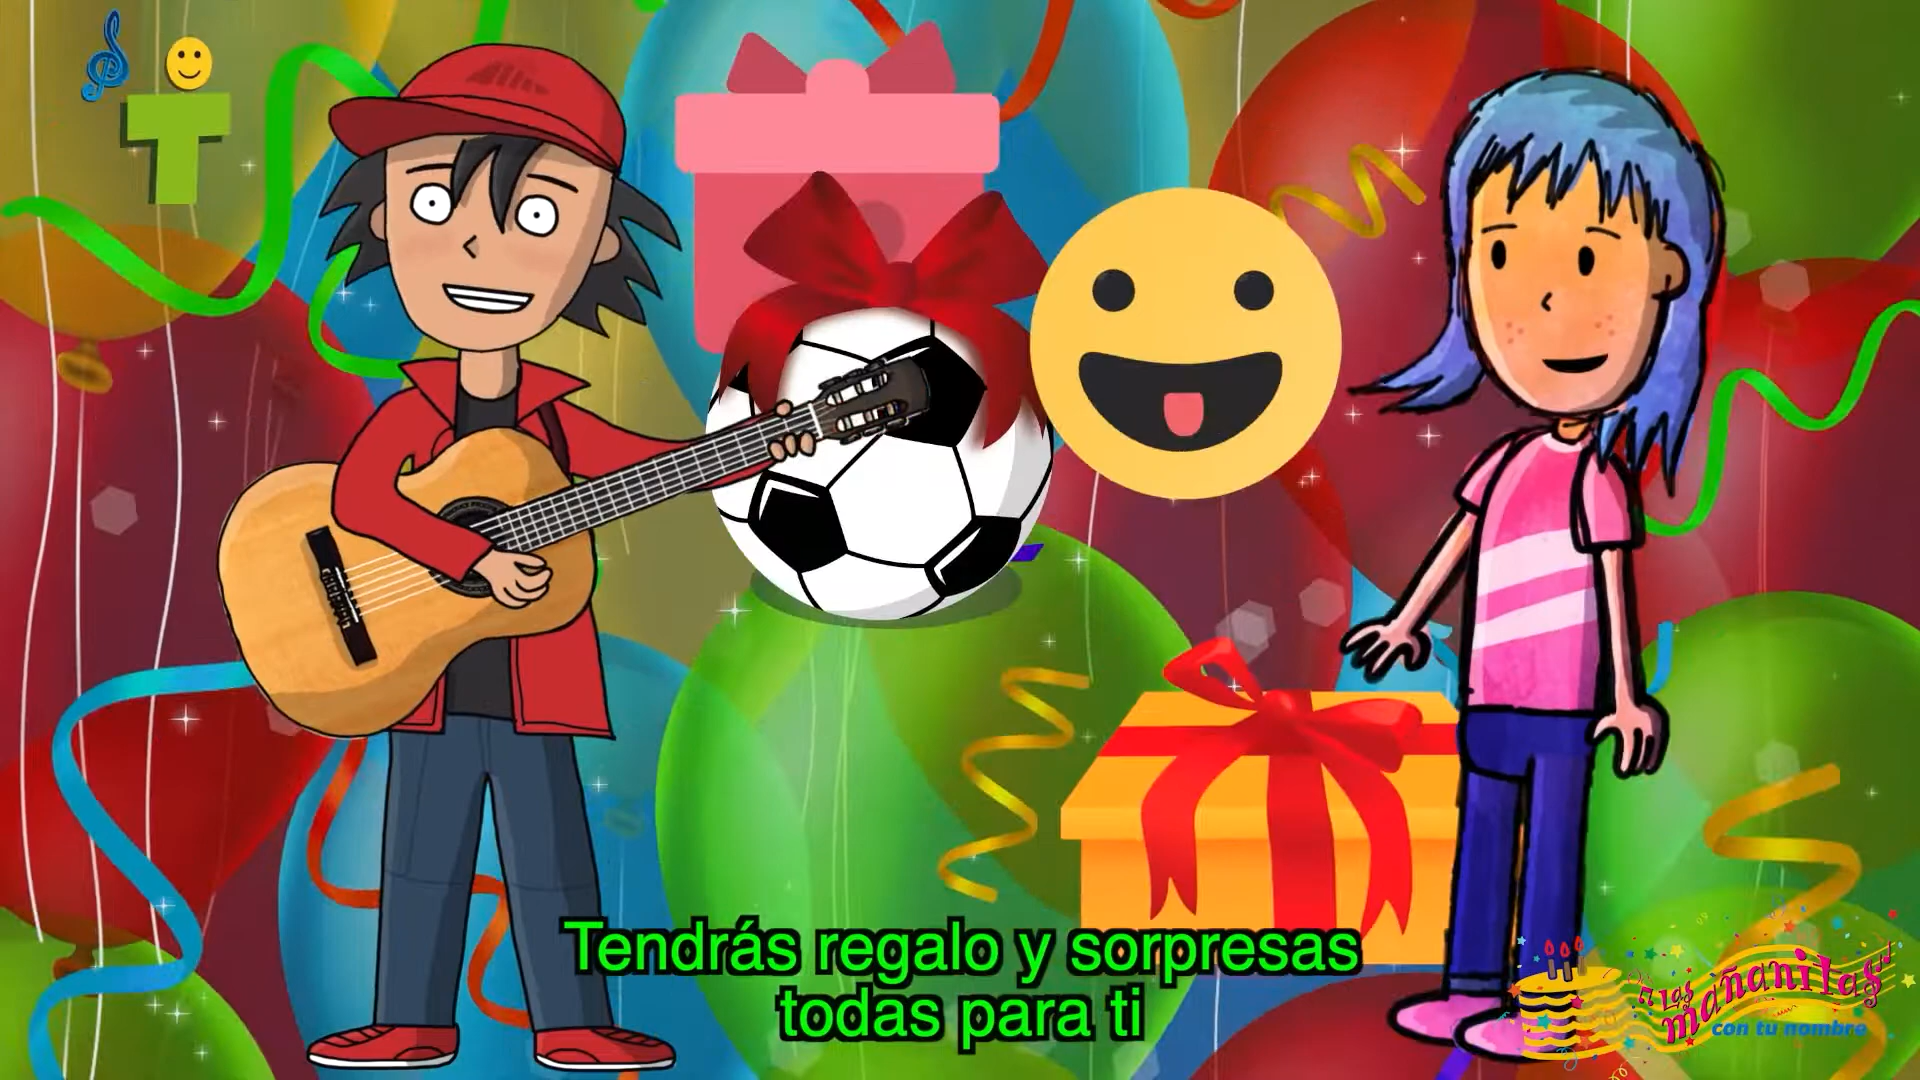 T
Tendrás regalo y sorpresas
todas para ti
Las
mañanitas
con tu nombre